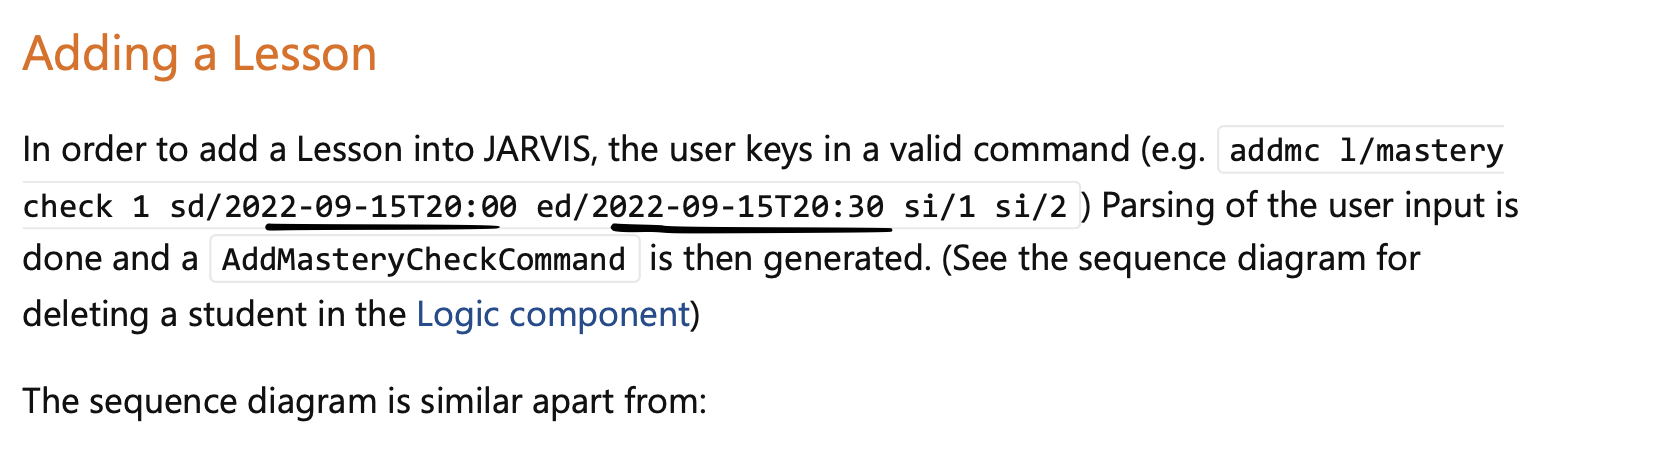 Adding a Lesson
In order to add a Lesson into JARVIS, the user keys in a valid command (e.g. addmc l/mastery
check 1 sd/2022-09-15T20:00 ed/2022-09-15T20:30 si/1 si/2 ) Parsing of the user input is
done and a AddMasteryCheckCommand is then generated. (See the sequence diagram for
deleting a student in the Logic component)
The sequence diagram is similar apart from: